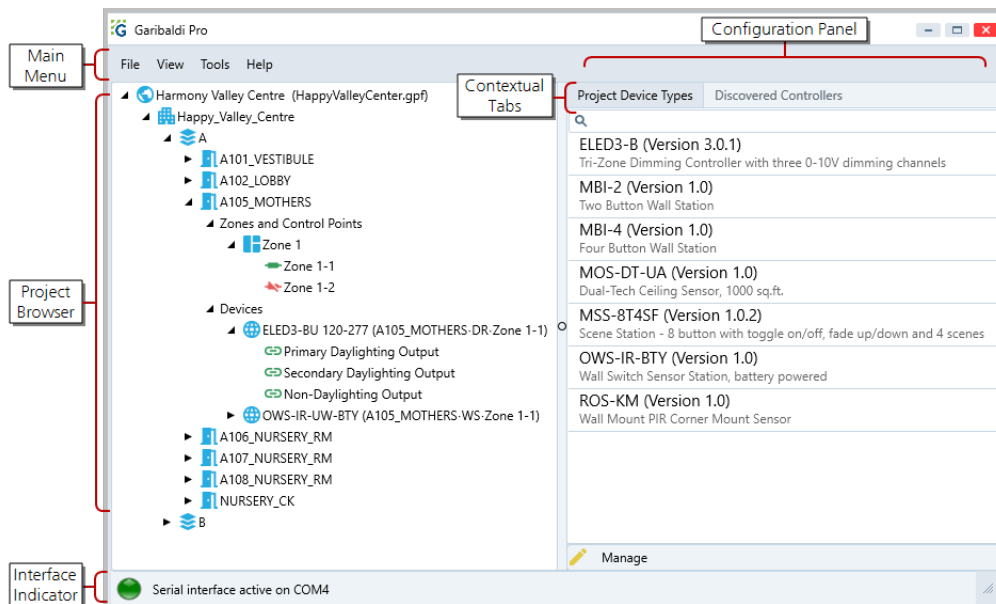 Garibaldi Pro
Configuration Panel
Main
Menu
File View Tools Help
Contextual
Tabs
Project Device Types Discovered Controllers
Project
Browser
Harmony Valley Centre (HappyValleyCenter.gpf)
Happy_Valley_Centre
A
A101_VESTIBULE
A102_LOBBY
A105_MOTHERS
Zones and Control Points
Zone 1
Zone 1-1
Zone 1-2
Devices
ELED3-BU 120-277 (A105_MOTHERS·DR·Zone 1-1)
Primary Daylighting Output
Secondary Daylighting Output
Non-Daylighting Output
OWS-IR-UW-BTY (A105_MOTHERS·WS·Zone 1-1)
A106_NURSERY_RM
A107_NURSERY_RM
A108_NURSERY_RM
NURSERY_CK
B
ELED3-B (Version 3.0.1)
Tri-Zone Dimming Controller with three 0-10V dimming channels
MBI-2 (Version 1.0)
Two Button Wall Station
MBI-4 (Version 1.0)
Four Button Wall Station
MOS-DT-UA (Version 1.0)
Dual-Tech Ceiling Sensor, 1000 sq.ft.
MSS-8T4SF (Version 1.0.2)
Scene Station - 8 button with toggle on/off, fade up/down and 4 scenes
OWS-IR-BTY (Version 1.0)
Wall Switch Sensor Station, battery powered
ROS-KM (Version 1.0)
Wall Mount PIR Corner Mount Sensor
Manage
Interface
Indicator
Serial interface active on COM4